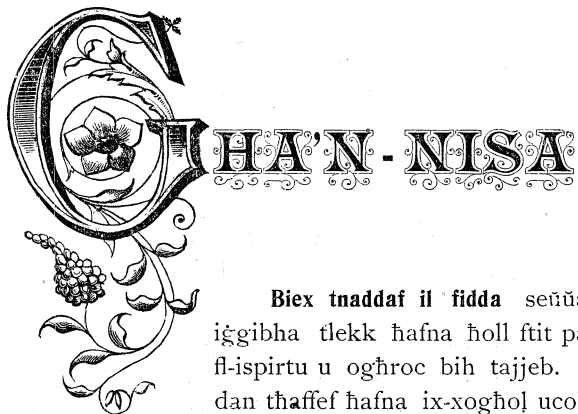 GHA'N-NISA
Biex tnaddaf il fidda
iġġibha tlekk ħafna ħoll ftit
fl-ispirtu u ogħroc bih tajjeb.
dan tħaffef ħafna ix-xogħol